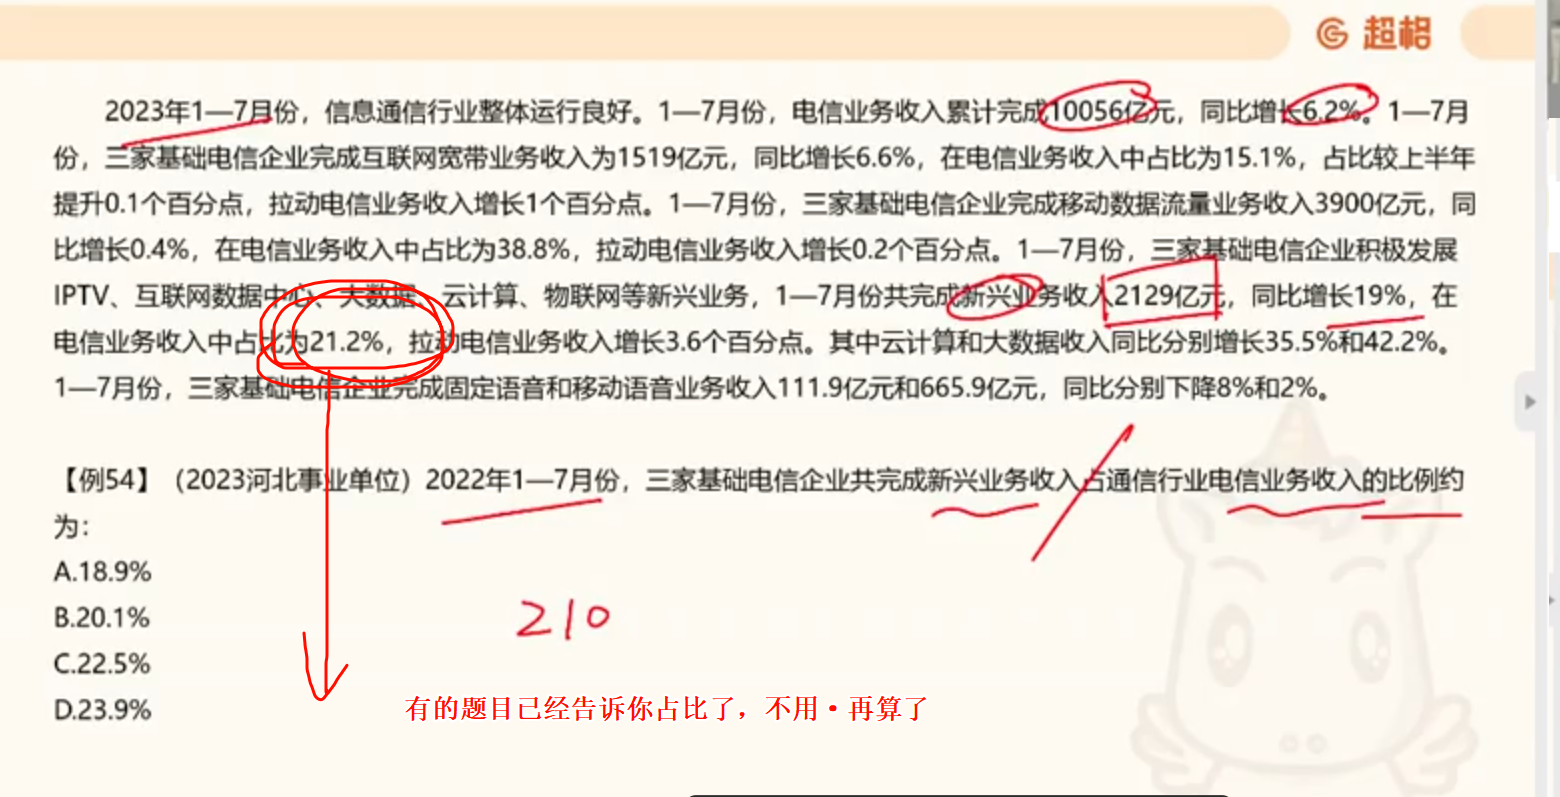 超格
2023年1—7月份，信息通信行业整体运行良好。1—7月份，电信业务收入累计完成10056亿元，同比增长6.2%。1—7月
份，三家基础电信企业完成互联网宽带业务收入为1519亿元，同比增长6.6%，在电信业务收入中占比为15.1%，占比较上半年
提升0.1个百分点，拉动电信业务收入增长1个百分点。1—7月份，三家基础电信企业完成移动数据流量业务收入3900亿元，同
比增长0.4%，在电信业务收入中占比为38.8%，拉动电信业务收入增长0.2个百分点。1—7月份，三家基础电信企业积极发展
IPTV、互联网数据中心、大数据、云计算、物联网等新兴业务，1—7月份共完成新兴业务收入2129亿元，同比增长19%，在
电信业务收入中占比为21.2%，拉动电信业务收入增长3.6个百分点。其中云计算和大数据收入同比分别增长35.5%和42.2%。
1—7月份，三家基础电信企业完成固定语音和移动语音业务收入111.9亿元和665.9亿元，同比分别下降8%和2%。
【例54】（2023河北事业单位）2022年1—7月份，三家基础电信企业共完成新兴业务收入占通信行业电信业务收入的比例约
为：
A.18.9%
B.20.1%
C.22.5%
D.23.9%
210
有的题目已经告诉你占比了，不用·再算了